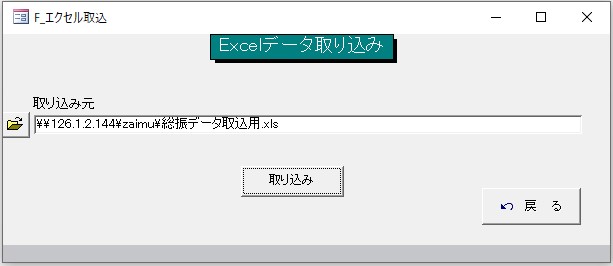 F_エクセル取込
Excelデータ取り込み
取り込み元
¥¥126.1.2.144¥zaimu¥総振データ取込用.xls
取り込み
戻 る